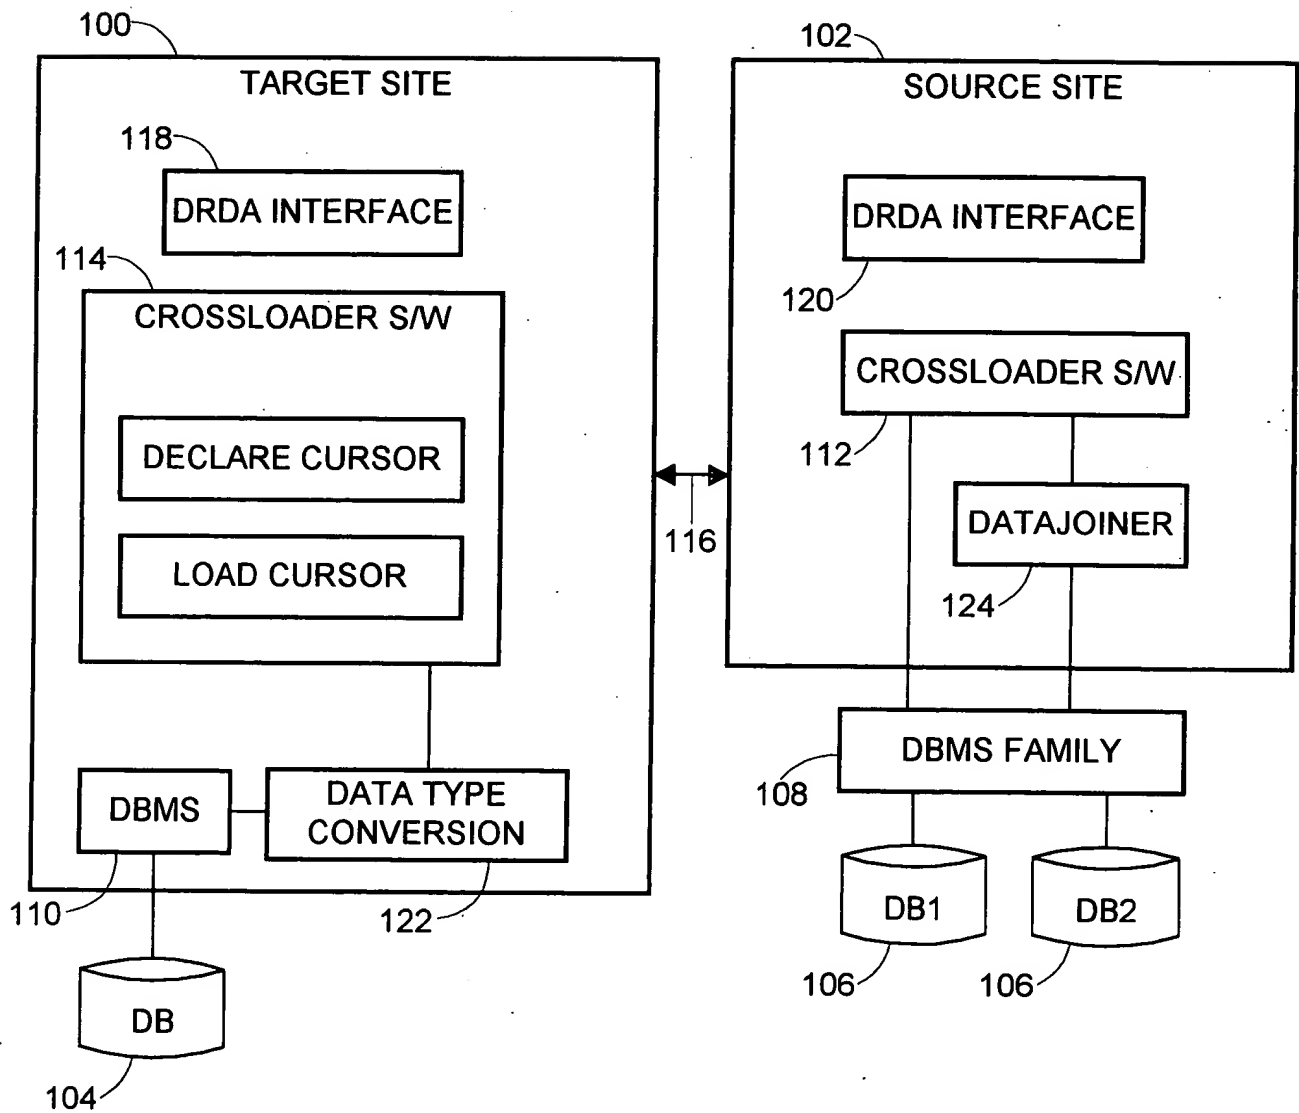 100
TARGET SITE
118
DRDA INTERFACE
114
CROSSLOADER S/W
DECLARE CURSOR
LOAD CURSOR
DBMS
DATA TYPE
CONVERSION
110
122
DB
104
116
102
SOURCE SITE
DRDA INTERFACE
120
CROSSLOADER S/W
112
DATAJOINER
124
DBMS FAMILY
108
DB1
DB2
106
106